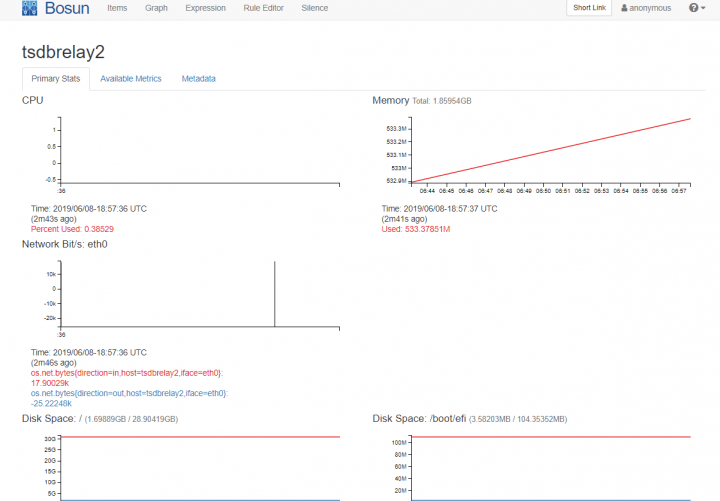 Bosun Items Graph Expression Rule Editor Silence Short Link anonymous
tsdbrelay2
Primary Stats Available Metrics Metadata
CPU
1
0.5
0
-0.5
:36
Time: 2019/06/08-18:57:36 UTC
(2m43s ago)
Percent Used: 0.38529
Memory Total: 1.85954GB
533.3M
533.2M
533.1M
533M
532.9M
06:44 06:45 06:46 06:47 06:48 06:49 06:50 06:51 06:52 06:53 06:54 06:55 06:56 06:57
Time: 2019/06/08-18:57:37 UTC
(2m41s ago)
Used: 533.37851M
Network Bit/s: eth0
10k
0
-10k
-20k
:36
Time: 2019/06/08-18:57:36 UTC
(2m46s ago)
os.net.bytes{direction=in,host=tsdbrelay2,iface=eth0}:
17.90029k
os.net.bytes{direction=out,host=tsdbrelay2,iface=eth0}:
-25.22248k
Disk Space: / (1.69889GB / 28.90419GB)
30G
25G
20G
15G
10G
5G
Disk Space: /boot/efi (3.58203MB / 104.35352MB)
100M
80M
60M
40M
20M